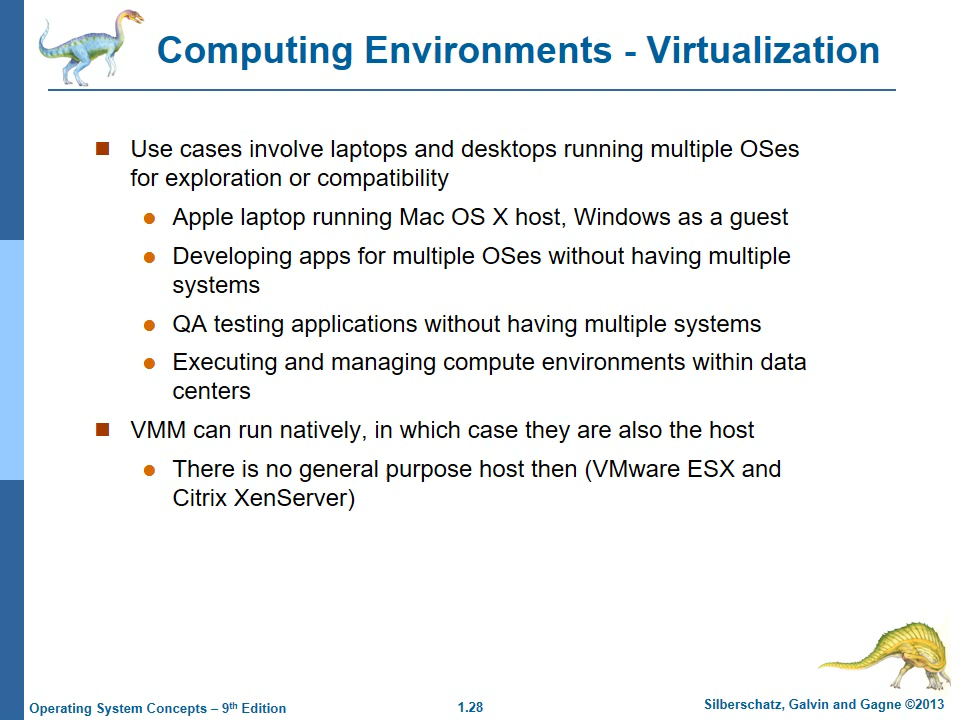 Computing Environments - Virtualization
Use cases involve laptops and desktops running multiple OSes
for exploration or compatibility
Apple laptop running Mac OS X host, Windows as a guest
Developing apps for multiple OSes without having multiple
systems
QA testing applications without having multiple systems
Executing and managing compute environments within data
centers
VMM can run natively, in which case they are also the host
There is no general purpose host then (VMware ESX and
Citrix XenServer)
Operating System Concepts – 9th Edition
1.28
Silberschatz, Galvin and Gagne ©2013